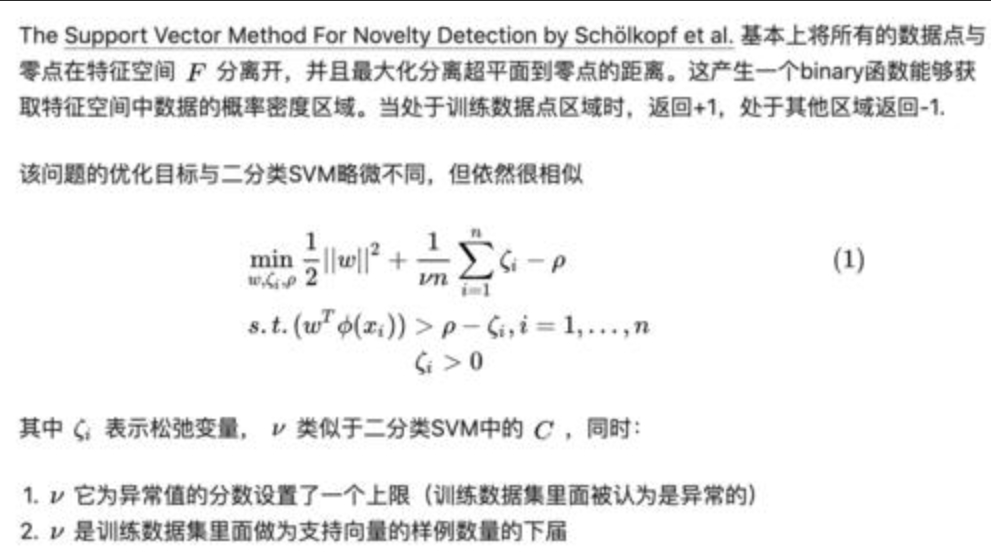 The Support Vector Method For Novelty Detection by Schölkopf et al. 基本上将所有的数据点与
零点在特征空间 F 分离开，并且最大化分离超平面到零点的距离。这产生一个binary函数能够获
取特征空间中数据的概率密度区域。当处于训练数据点区域时，返回+1，处于其他区域返回-1.
该问题的优化目标与二分类SVM略微不同，但依然很相似
min_{w,ζ_i,ρ} \frac{1}{2}||w||^2 + \frac{1}{νn} \sum_{i=1}^{n} ζ_i − ρ (1)
s.t.(w^T ϕ(x_i)) > ρ − ζ_i, i = 1, . . . , n
ζ_i > 0
其中 ζ_i 表示松弛变量， ν 类似于二分类SVM中的 C ，同时：
1. ν 它为异常值的分数设置了一个上限（训练数据集里面被认为是异常的）
2. ν 是训练数据集里面做为支持向量的样例数量的下届